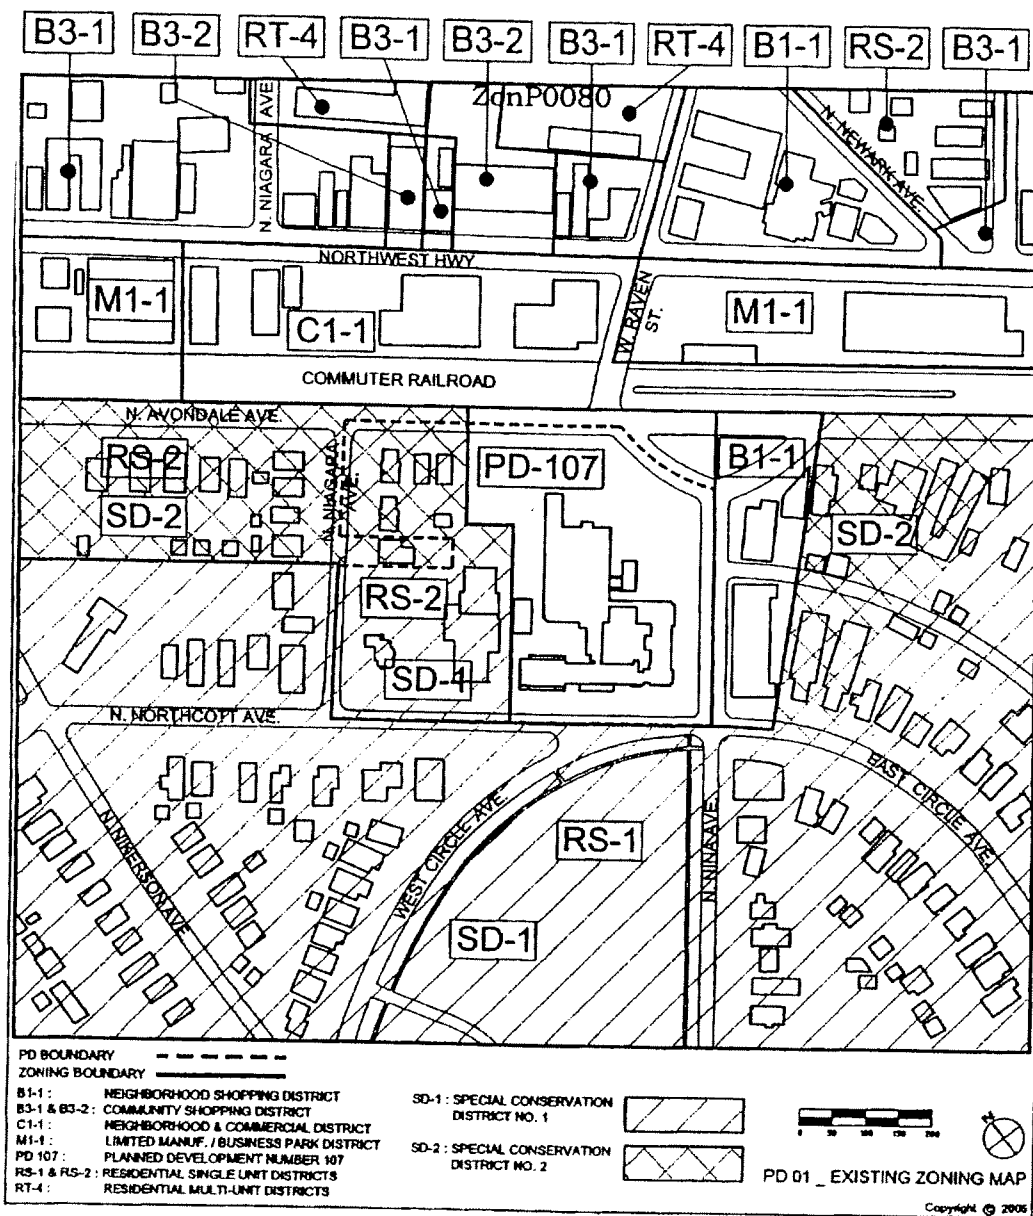 B3-1 B3-2 RT-4 B3-1 B3-2 B3-1 RT-4 B1-1 RS-2 B3-1
ZonP0080
N. NIAGARA AVE
N. NEWARK AVE.
NORTHWEST HWY
M1-1
C1-1
W. RAVEN ST.
M1-1
COMMUTER RAILROAD
N. AVONDALE AVE.
RS-2
SD-2
N. NIAGARA AVE.
PD-107
B1-1
SD-2
RS-2
SD-1
N. NORTHCOTT AVE.
N NIMERSON AVE
WEST CIRCLE AVE.
RS-1
SD-1
N NINA AVE.
EAST CIRCLE AVE.
PD BOUNDARY
ZONING BOUNDARY
B1-1 : NEIGHBORHOOD SHOPPING DISTRICT
B3-1 & B3-2 : COMMUNITY SHOPPING DISTRICT
C1-1 : NEIGHBORHOOD & COMMERCIAL DISTRICT
M1-1 : LIMITED MANUF. / BUSINESS PARK DISTRICT
PD 107 : PLANNED DEVELOPMENT NUMBER 107
RS-1 & RS-2 : RESIDENTIAL SINGLE UNIT DISTRICTS
RT-4 : RESIDENTIAL MULTI-UNIT DISTRICTS
SD-1 : SPECIAL CONSERVATION
DISTRICT NO. 1
SD-2 : SPECIAL CONSERVATION
DISTRICT NO. 2
0 50 100 150 200
N
PD 01 _ EXISTING ZONING MAP
Copyright © 2005